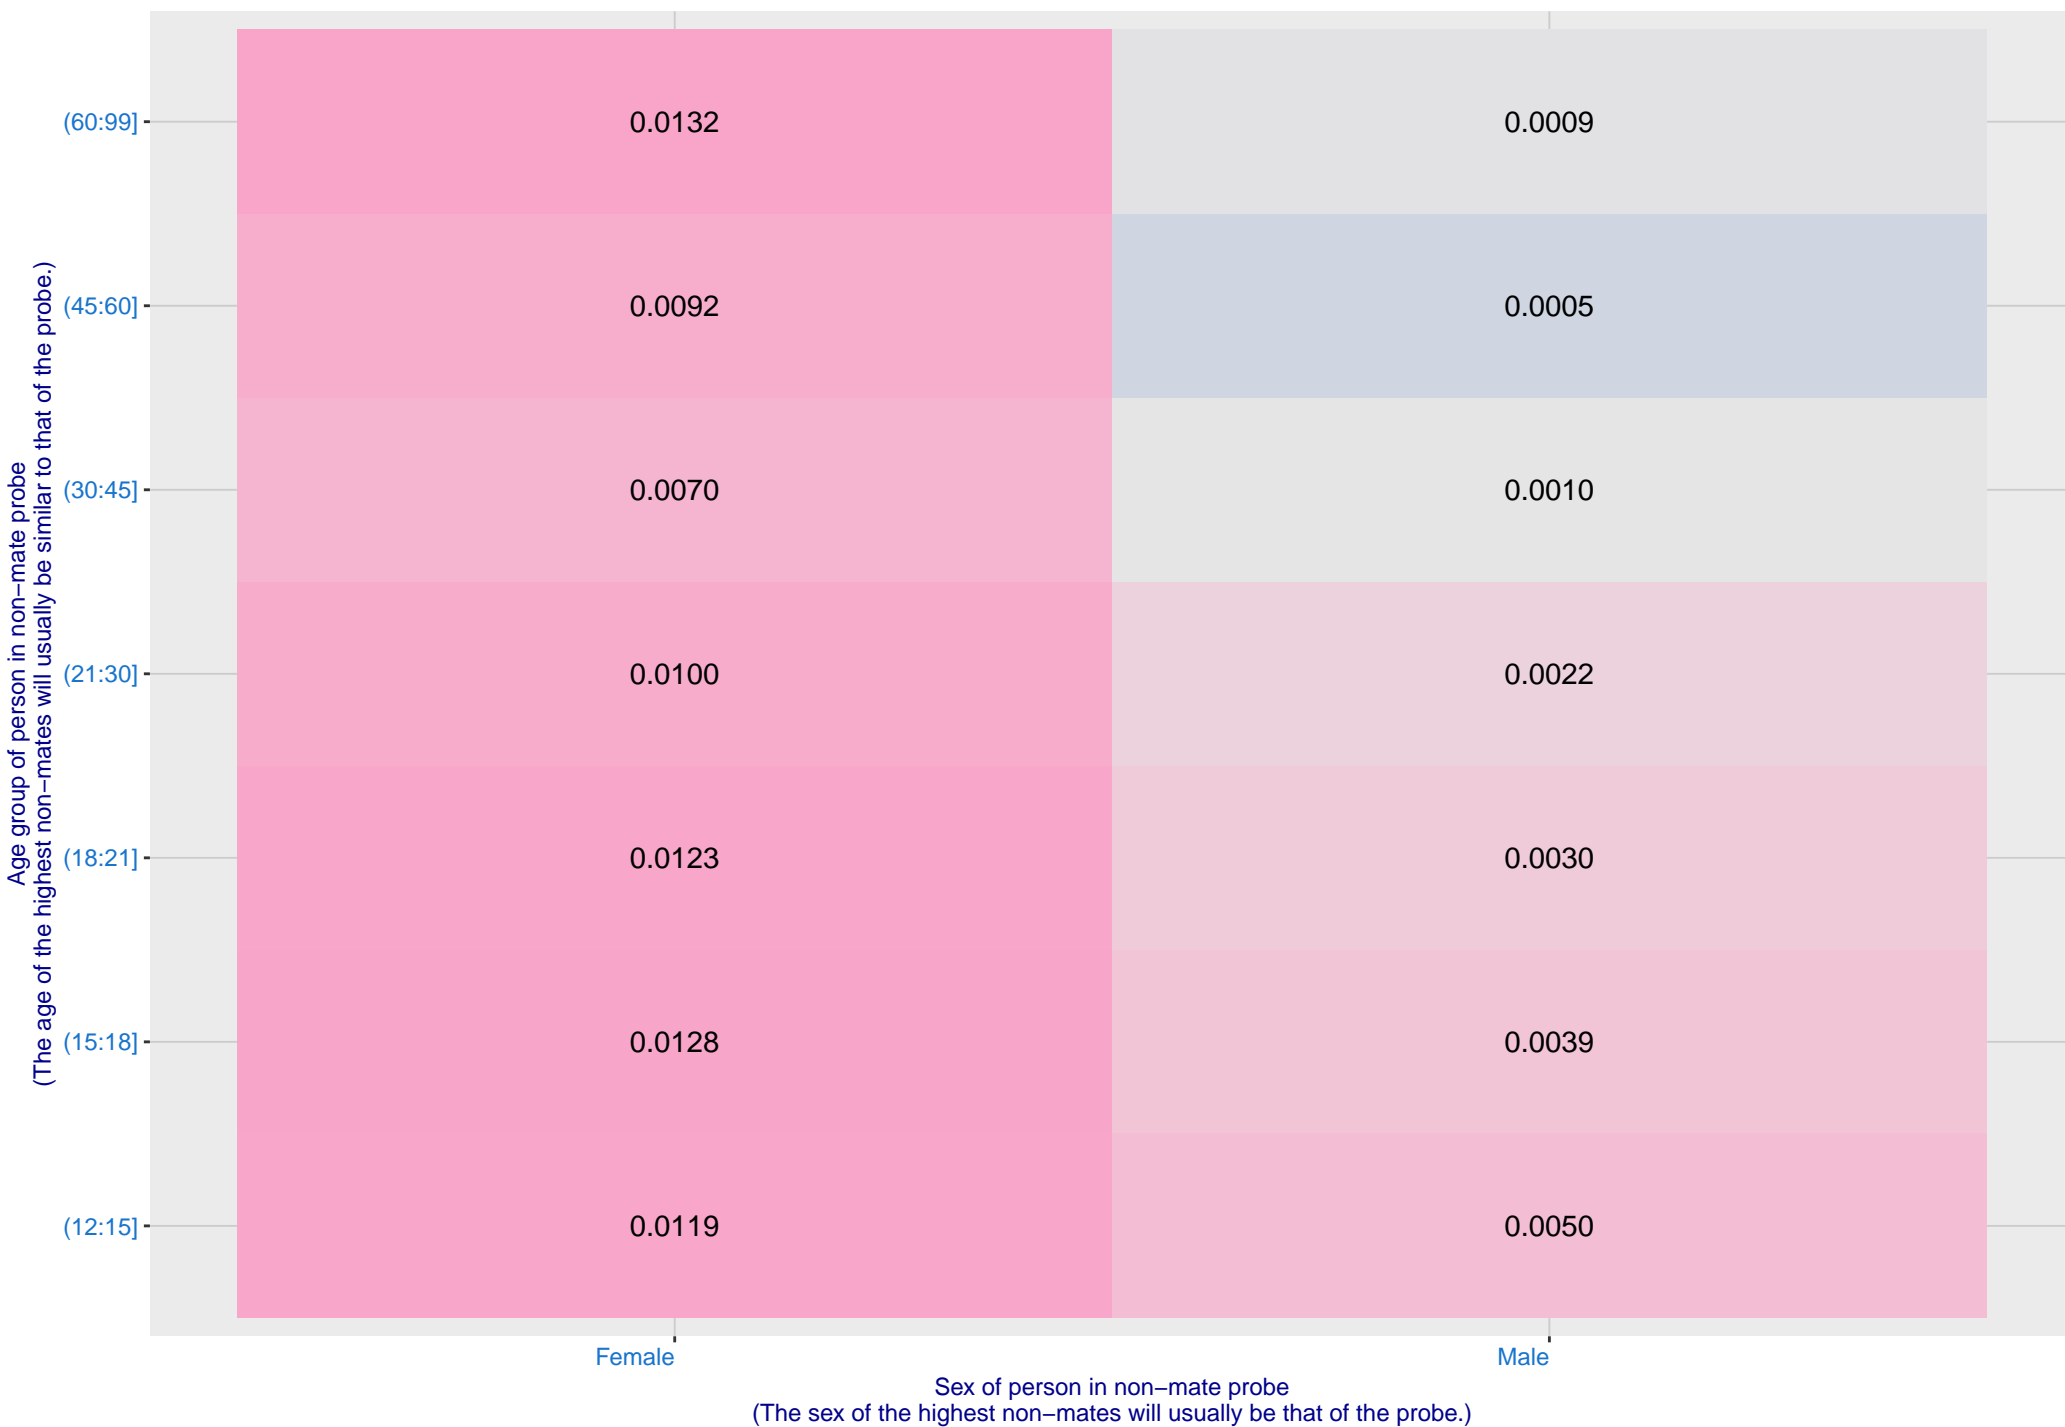 Age group of person in non−mate probe
(The age of the highest non−mates will usually be similar to that of the probe.)
(60:99] 0.0132 0.0009
(45:60] 0.0092 0.0005
(30:45] 0.0070 0.0010
(21:30] 0.0100 0.0022
(18:21] 0.0123 0.0030
(15:18] 0.0128 0.0039
(12:15] 0.0119 0.0050
Female Male
Sex of person in non−mate probe
(The sex of the highest non−mates will usually be that of the probe.)